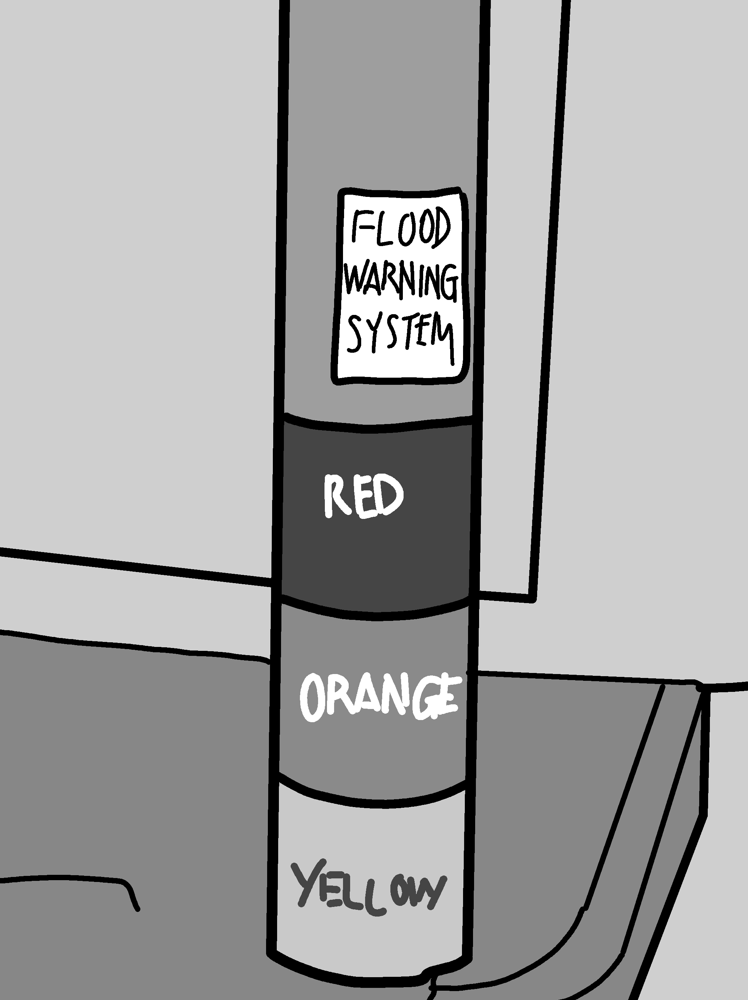 FLOOD
WARNING
SYSTEM
RED
ORANGE
YELLOW